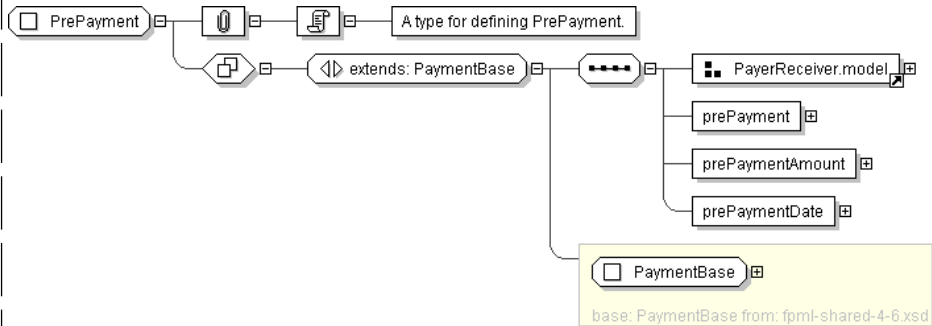 PrePayment
A type for defining PrePayment.
extends: PaymentBase
PayerReceiver.model
prePayment
prePaymentAmount
prePaymentDate
PaymentBase
base: PaymentBase from: fpml-shared-4-6.xsd